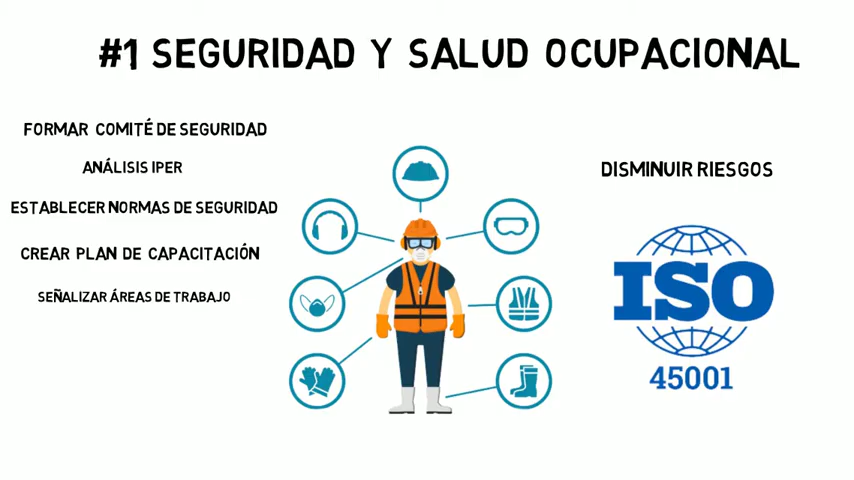 #1 SEGURIDAD Y SALUD OCUPACIONAL
FORMAR COMITÉ DE SEGURIDAD
ANÁLISIS IPER
ESTABLECER NORMAS DE SEGURIDAD
CREAR PLAN DE CAPACITACIÓN
SEÑALIZAR ÁREAS DE TRABAJO
DISMINUIR RIESGOS
ISO
45001